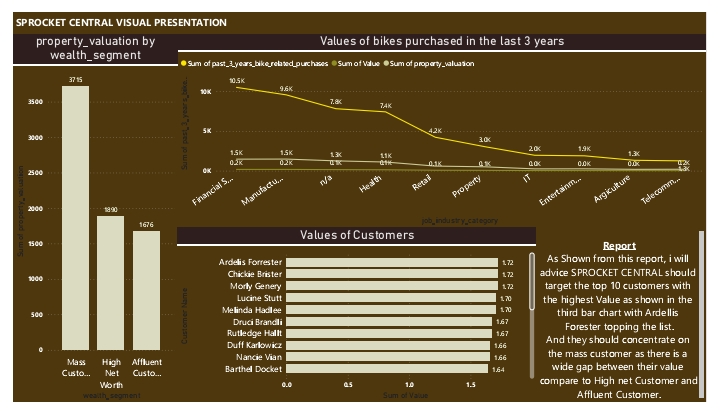 SPROCKET CENTRAL VISUAL PRESENTATION
property_valuation by
wealth_segment
Sum of property_valuation
3500
3000
2500
2000
1500
1000
500
0
3715
1890
1676
Mass
Custo...
High
Net
Worth
Affluent
Custo...
wealth_segment
Values of bikes purchased in the last 3 years
Sum of past_3_years_bike_related_purchases Sum of Value Sum of property_valuation
Sum of past_3_years_bike...
10K
5K
0K
10.5K 9.6K 7.8K 7.4K 4.2K 3.0K 2.0K 1.9K 1.3K 0.2K
1.5K 1.5K 1.3K 1.1K
0.2K 0.2K 0.1K 0.1K 0.1K 0.1K 0.0K 0.0K 0.0K 1.3K
Financial S...
Manufactu...
n/a
Health
Retail
Property
IT
Entertainm...
Argiculture
Telecomm...
job_industry_category
Values of Customers
Customer Name
Ardelis Forrester 1.72
Chickie Brister 1.72
Morly Genery 1.72
Lucine Stutt 1.70
Melinda Hadlee 1.70
Druci Brandli 1.67
Rutledge Hallt 1.67
Duff Karlowicz 1.66
Nancie Vian 1.66
Barthel Docket 1.64
0.0 0.5 1.0 1.5
Sum of Value
Report
As Shown from this report, i will
advice SPROCKET CENTRAL should
target the top 10 customers with
the highest Value as shown in the
third bar chart with Ardellis
Forester topping the list.
And they should concentrate on
the mass customer as there is a
wide gap between their value
compare to High net Customer and
Affluent Customer.